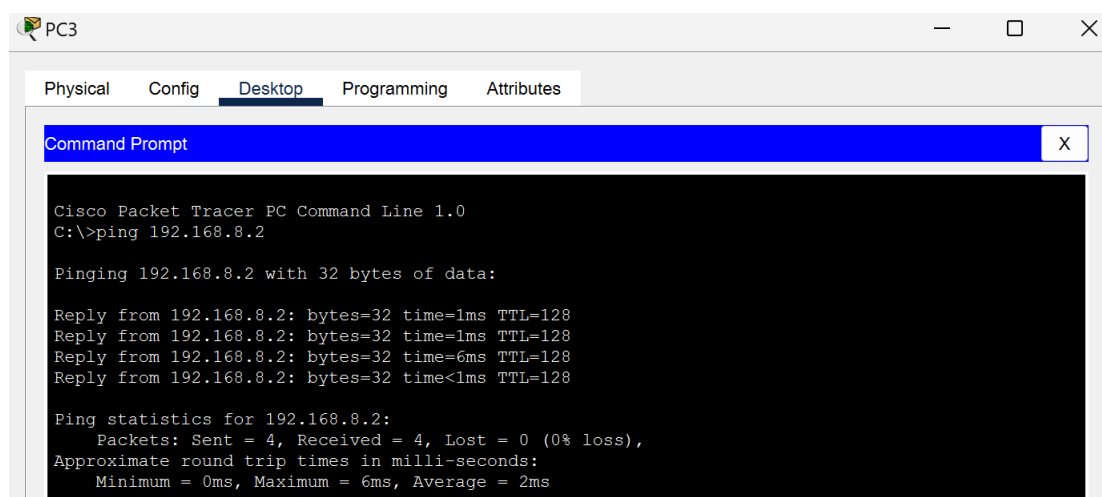 PC3
Physical Config Desktop Programming Attributes
Command Prompt
X
Cisco Packet Tracer PC Command Line 1.0
C:\>ping 192.168.8.2
Pinging 192.168.8.2 with 32 bytes of data:
Reply from 192.168.8.2: bytes=32 time=1ms TTL=128
Reply from 192.168.8.2: bytes=32 time=1ms TTL=128
Reply from 192.168.8.2: bytes=32 time=6ms TTL=128
Reply from 192.168.8.2: bytes=32 time<1ms TTL=128
Ping statistics for 192.168.8.2:
    Packets: Sent = 4, Received = 4, Lost = 0 (0% loss),
Approximate round trip times in milli-seconds:
    Minimum = 0ms, Maximum = 6ms, Average = 2ms